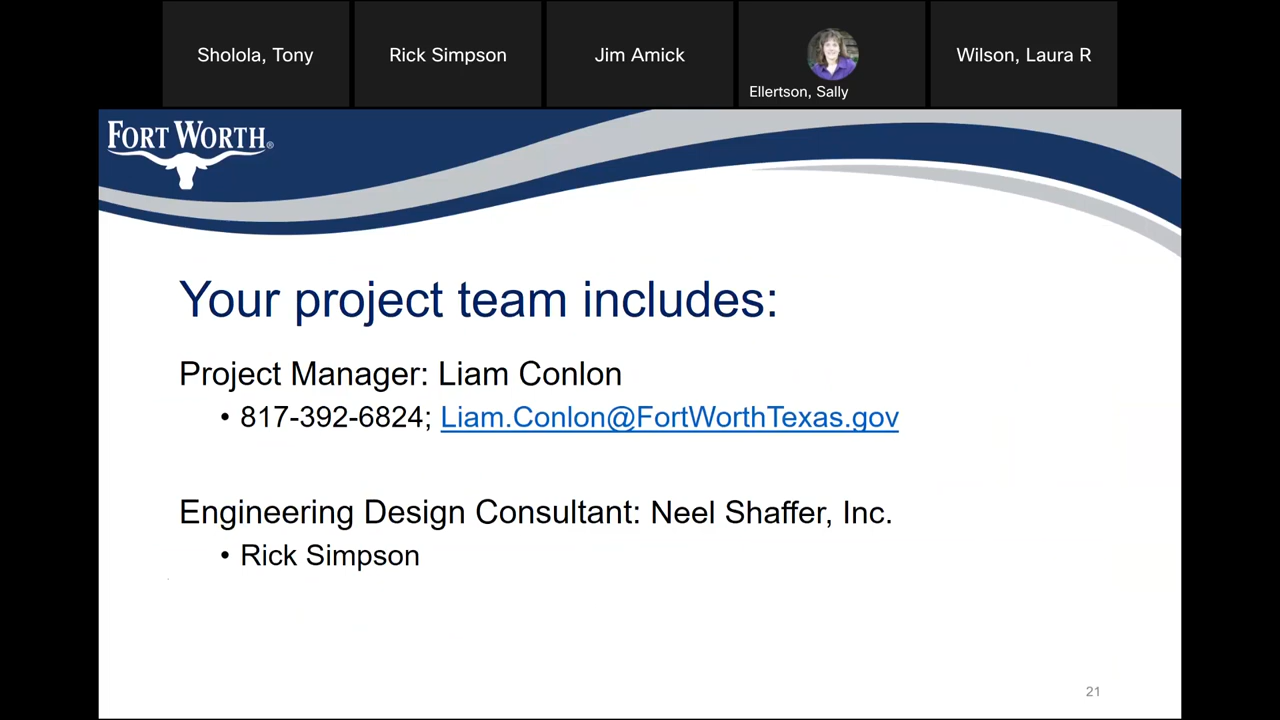 Sholola, Tony
Rick Simpson
Jim Amick
Ellertson, Sally
Wilson, Laura R
FORT WORTH®
Your project team includes:
Project Manager: Liam Conlon
• 817-392-6824; Liam.Conlon@FortWorthTexas.gov
Engineering Design Consultant: Neel Shaffer, Inc.
• Rick Simpson
21